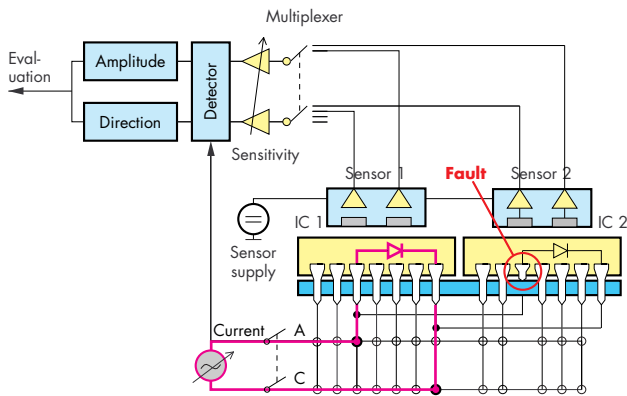 Multiplexer
Eval-
uation
Amplitude
Direction
Detector
Sensitivity
Sensor 1
Fault
Sensor 2
IC 1
IC 2
Sensor
supply
Current
A
C